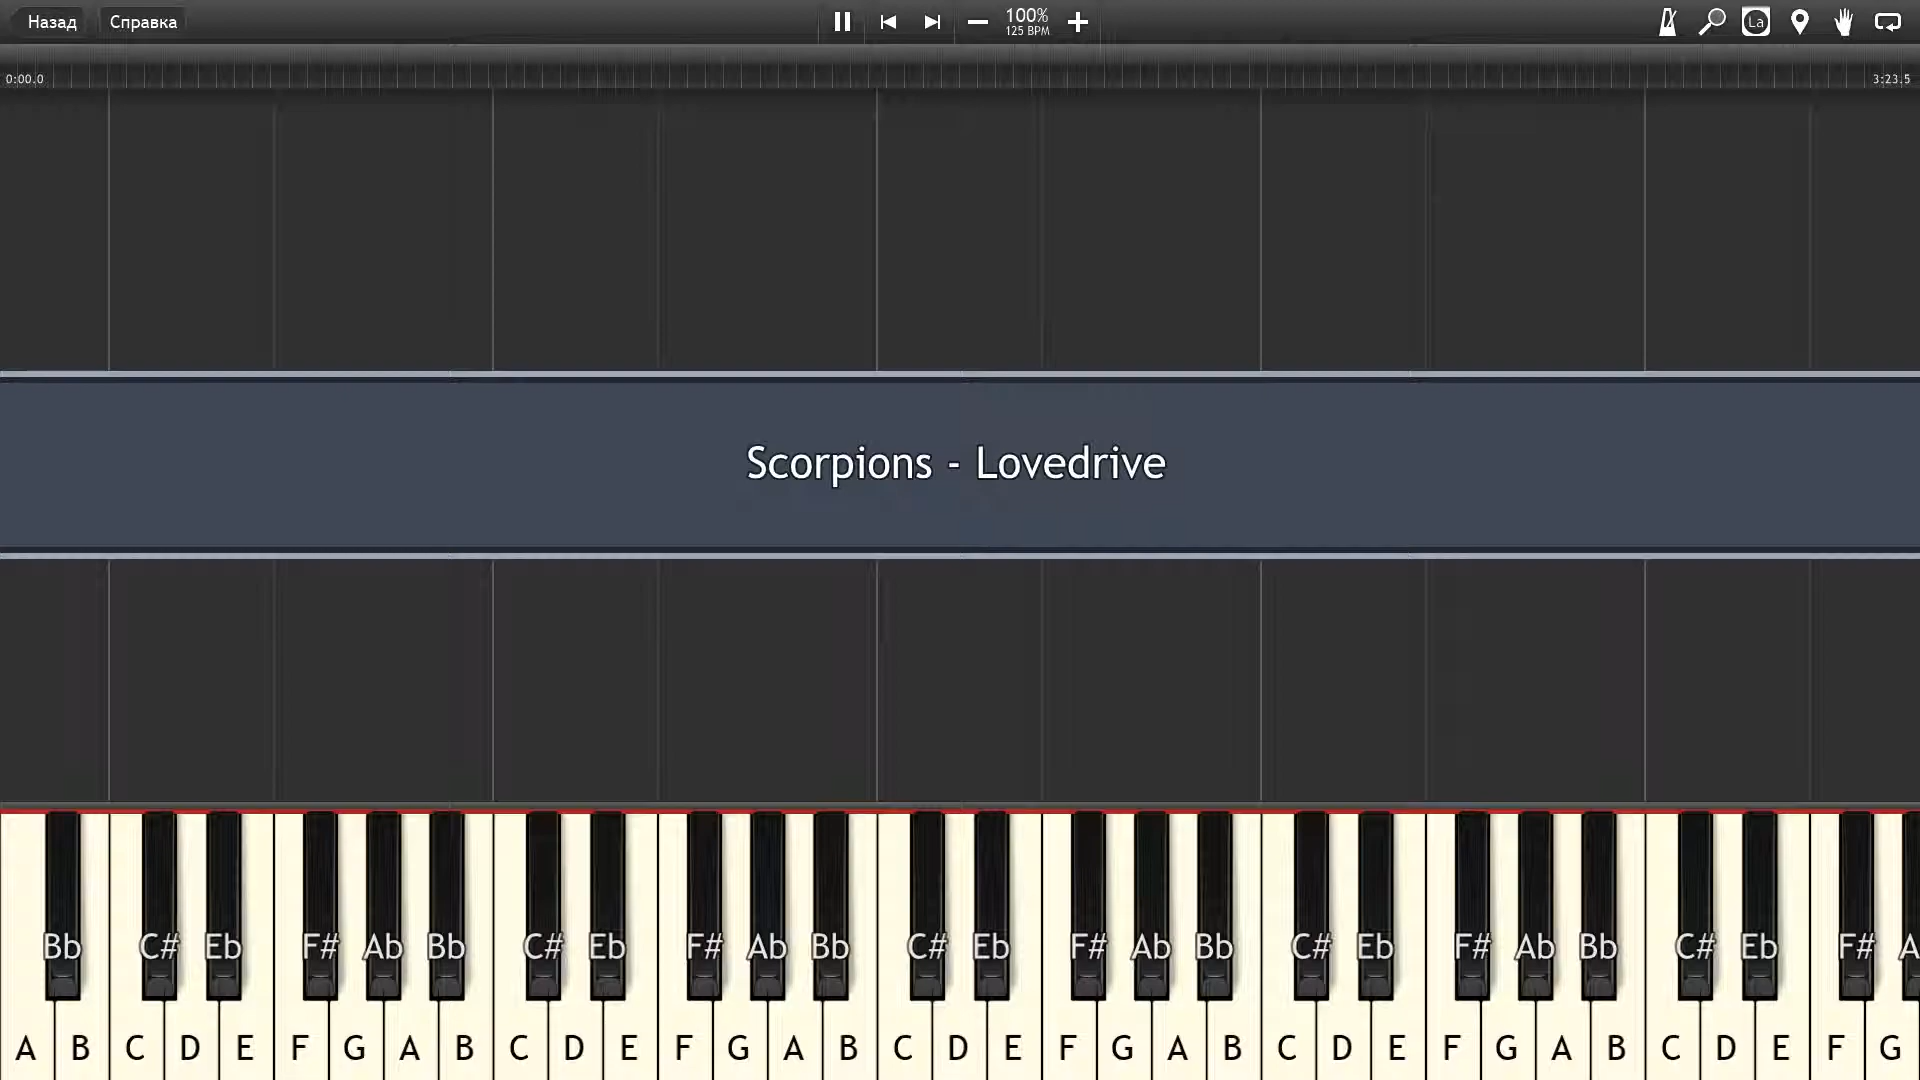 Назад Справка 100% La
125 BPM
0:00.0 3:23.5
Scorpions - Lovedrive
Bb C# Eb F# Ab Bb C# Eb F# Ab Bb C# Eb F# Ab Bb C# Eb F# Ab Bb C# Eb F# A
A B C D E F G A B C D E F G A B C D E F G A B C D E F G A B C D E F G